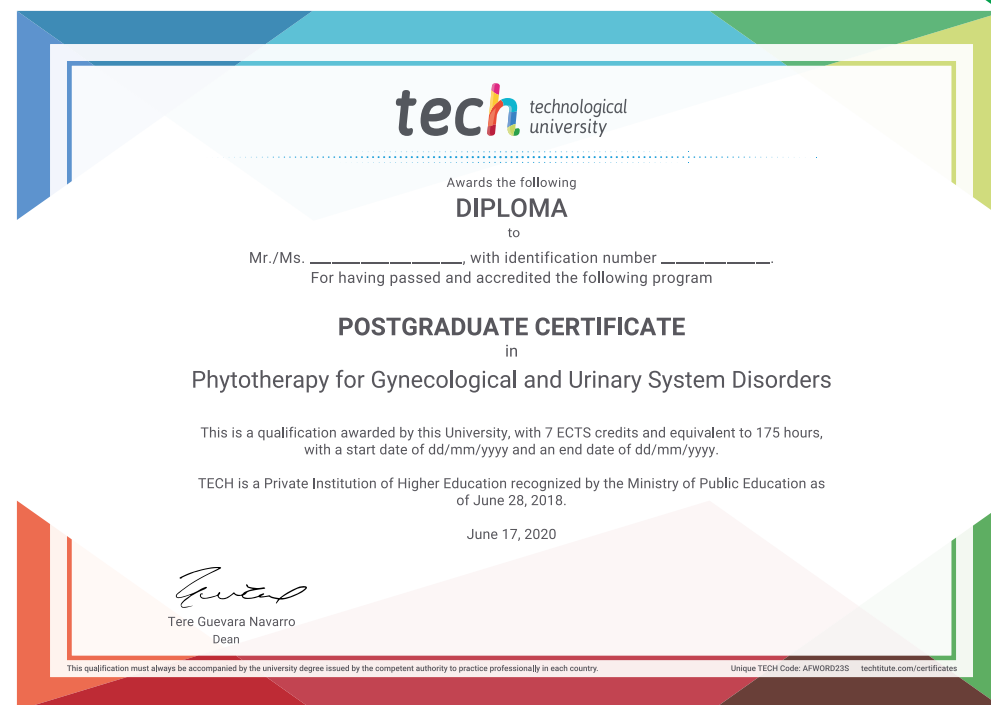 tech technological
university
Awards the following
DIPLOMA
to
Mr./Ms. ________________, with identification number ____________.
For having passed and accredited the following program
POSTGRADUATE CERTIFICATE
in
Phytotherapy for Gynecological and Urinary System Disorders
This is a qualification awarded by this University, with 7 ECTS credits and equivalent to 175 hours,
with a start date of dd/mm/yyyy and an end date of dd/mm/yyyy.
TECH is a Private Institution of Higher Education recognized by the Ministry of Public Education as
of June 28, 2018.
June 17, 2020
Tere Guevara Navarro
Dean
This qualification must always be accompanied by the university degree issued by the competent authority to practice professionally in each country. Unique TECH Code: AFWORD23S techtitute.com/certificates